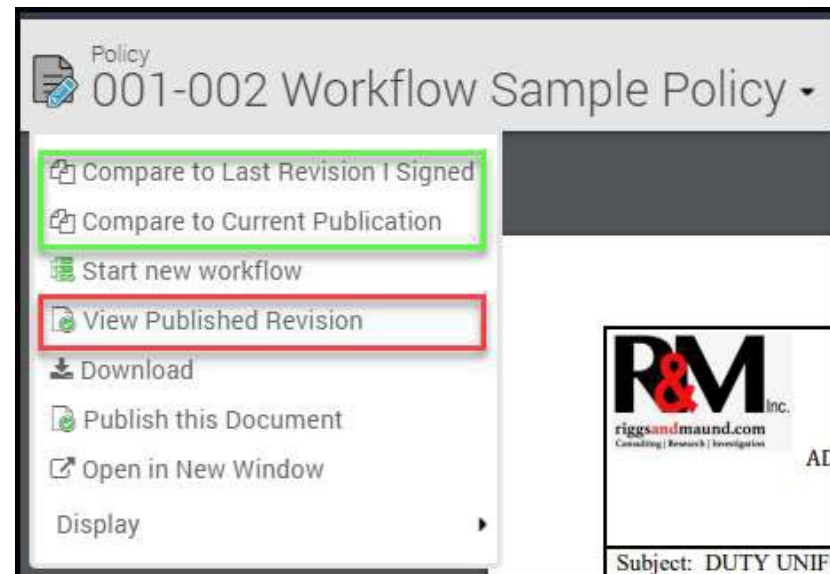 Policy
001-002 Workflow Sample Policy
Compare to Last Revision I Signed
Compare to Current Publication
Start new workflow
View Published Revision
Download
Publish this Document
Open in New Window
Display
R&M Inc.
riggsandmaund.com
Consulting | Research | Investigation
AD
Subject: DUTY UNIF